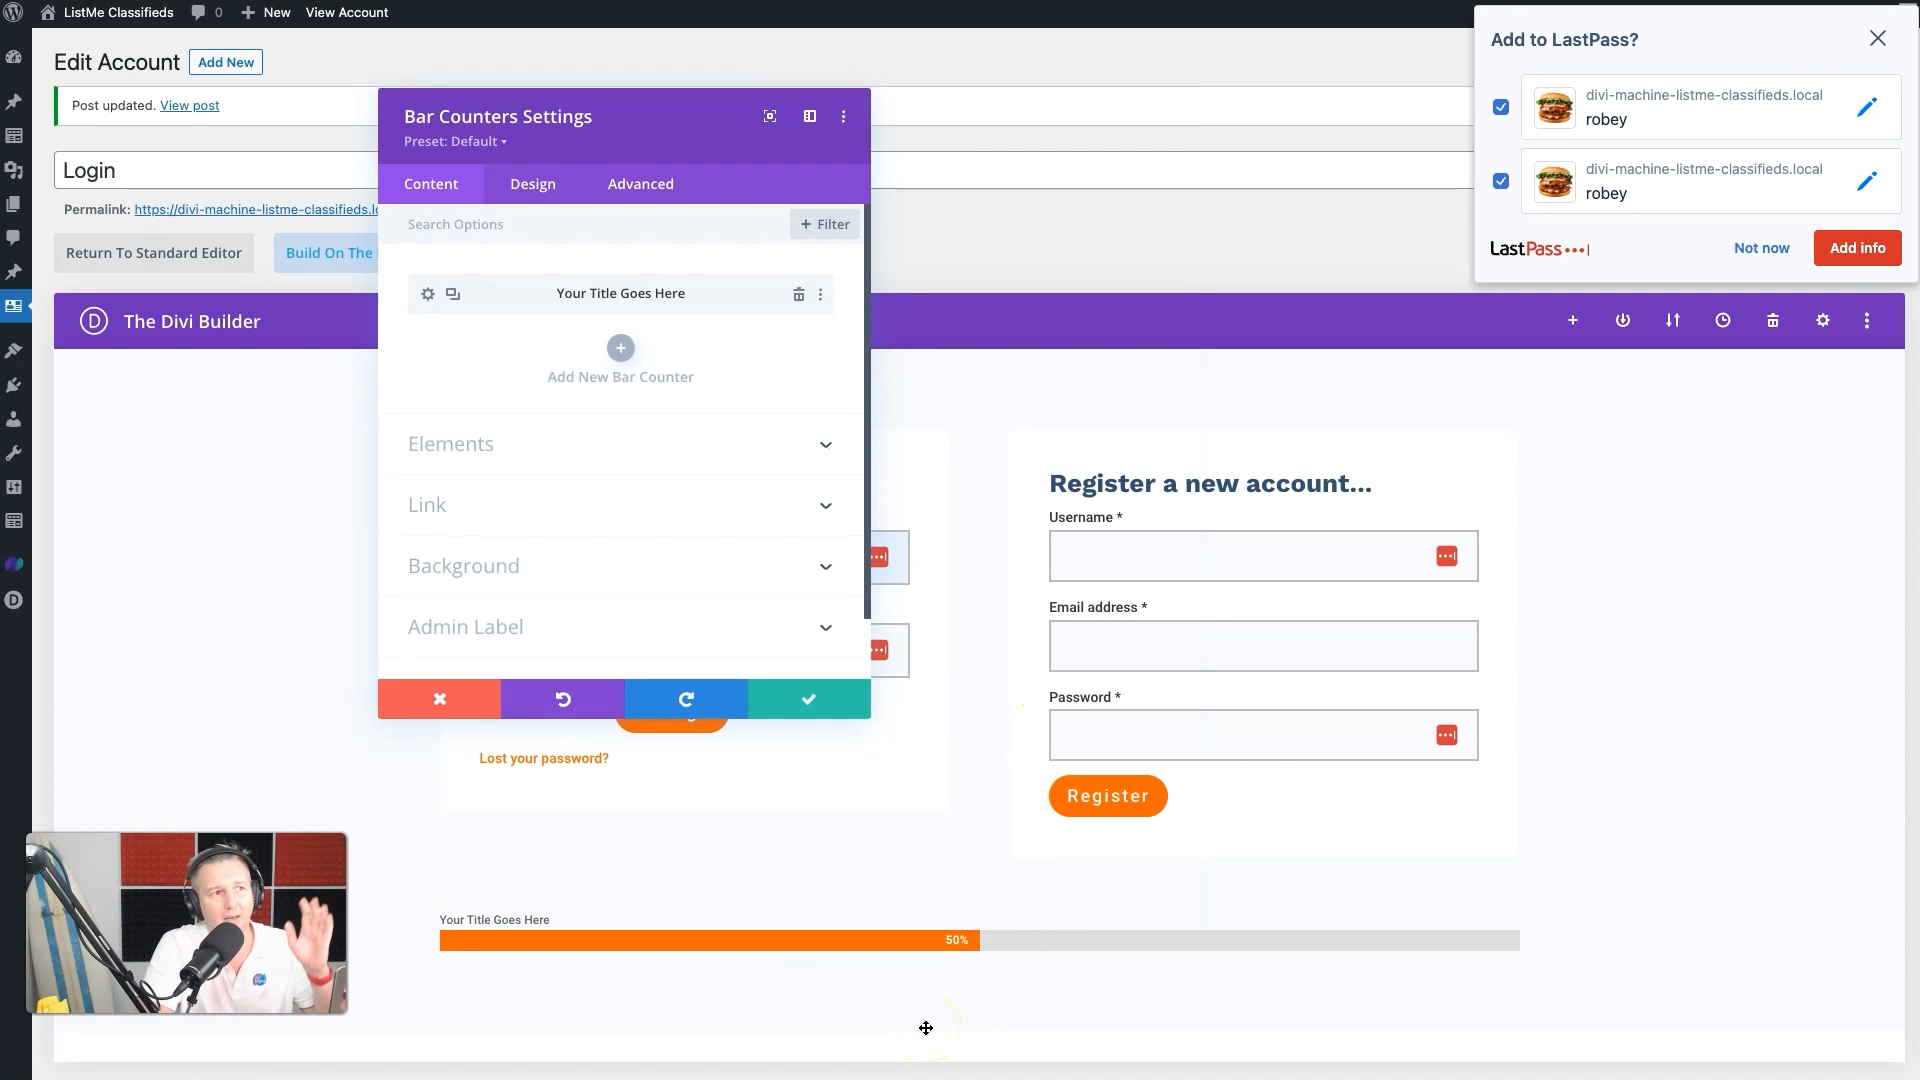 ListMe Classifieds
0
New
View Account
Edit Account
Add New
Post updated. View post
Login
Permalink: https://divi-machine-listme-classifieds.lo
Return To Standard Editor
Build On The
The Divi Builder
Bar Counters Settings
Preset: Default
Content
Design
Advanced
Search Options
+ Filter
Your Title Goes Here
Add New Bar Counter
Elements
Link
Background
Admin Label
Lost your password?
Register a new account...
Username *
Email address *
Password *
Register
Your Title Goes Here
50%
Add to LastPass?
divi-machine-listme-classifieds.local
robey
divi-machine-listme-classifieds.local
robey
LastPass
Not now
Add info